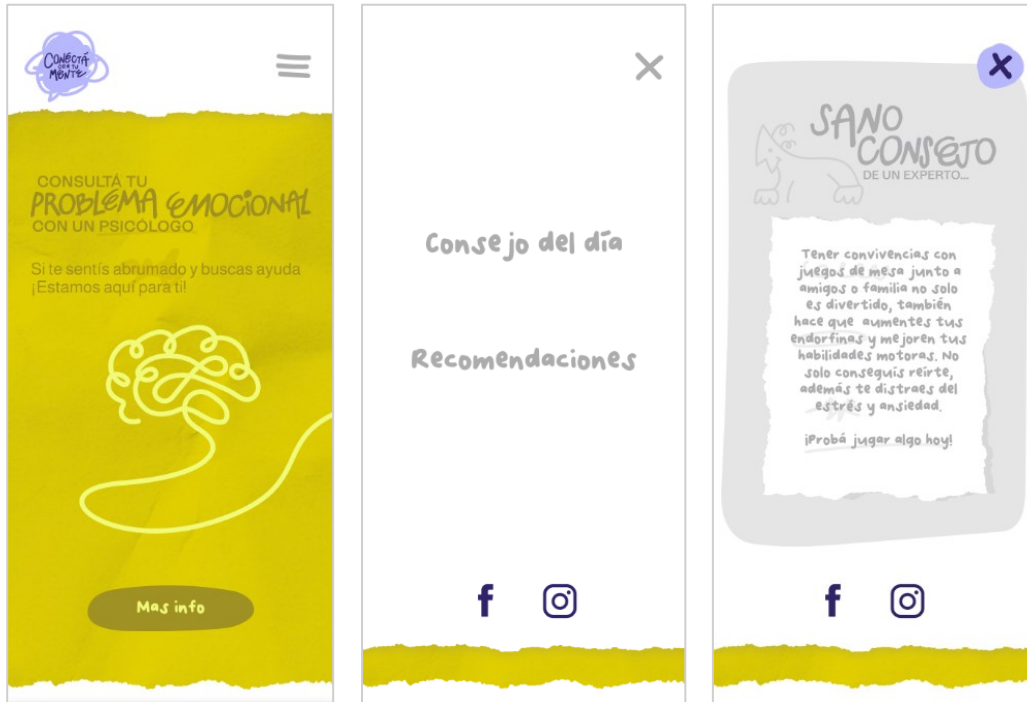 CONECTÁ
CON TU
MENTE
CONSULTÁ TU
PROBLEMA EMOCIONAL
CON UN PSICÓLOGO
Si te sentís abrumado y buscas ayuda
¡Estamos aquí para ti!
Mas info
Consejo del día
Recomendaciones
SANO
CONSEJO
DE UN EXPERTO...
Tener convivencias con
juegos de mesa junto a
amigos o familia no solo
es divertido, también
hace que aumentes tus
endorfinas y mejoren tus
habilidades motoras. No
solo conseguís reírte,
además te distraes del
estrés y ansiedad.
¡Probá jugar algo hoy!